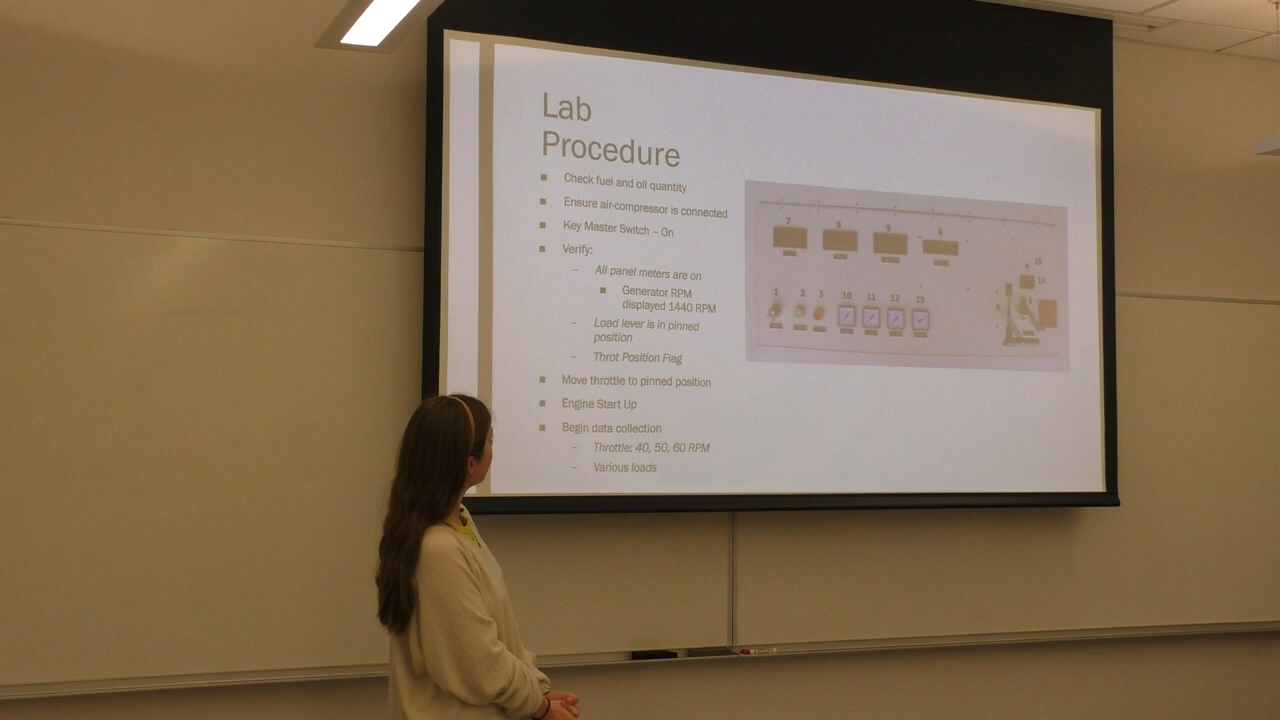 Lab
Procedure
Check fuel and oil quantity
Ensure air-compressor is connected
Key Master Switch – On
Verify:
– All panel meters are on
Generator RPM
displayed 1440 RPM
– Load lever is in pinned
position
– Throt Position Flag
Move throttle to pinned position
Engine Start Up
Begin data collection
– Throttle: 40, 50, 60 RPM
– Various loads
7 8 9 6
15
14
1 2 3 10 11 12 13
4 5